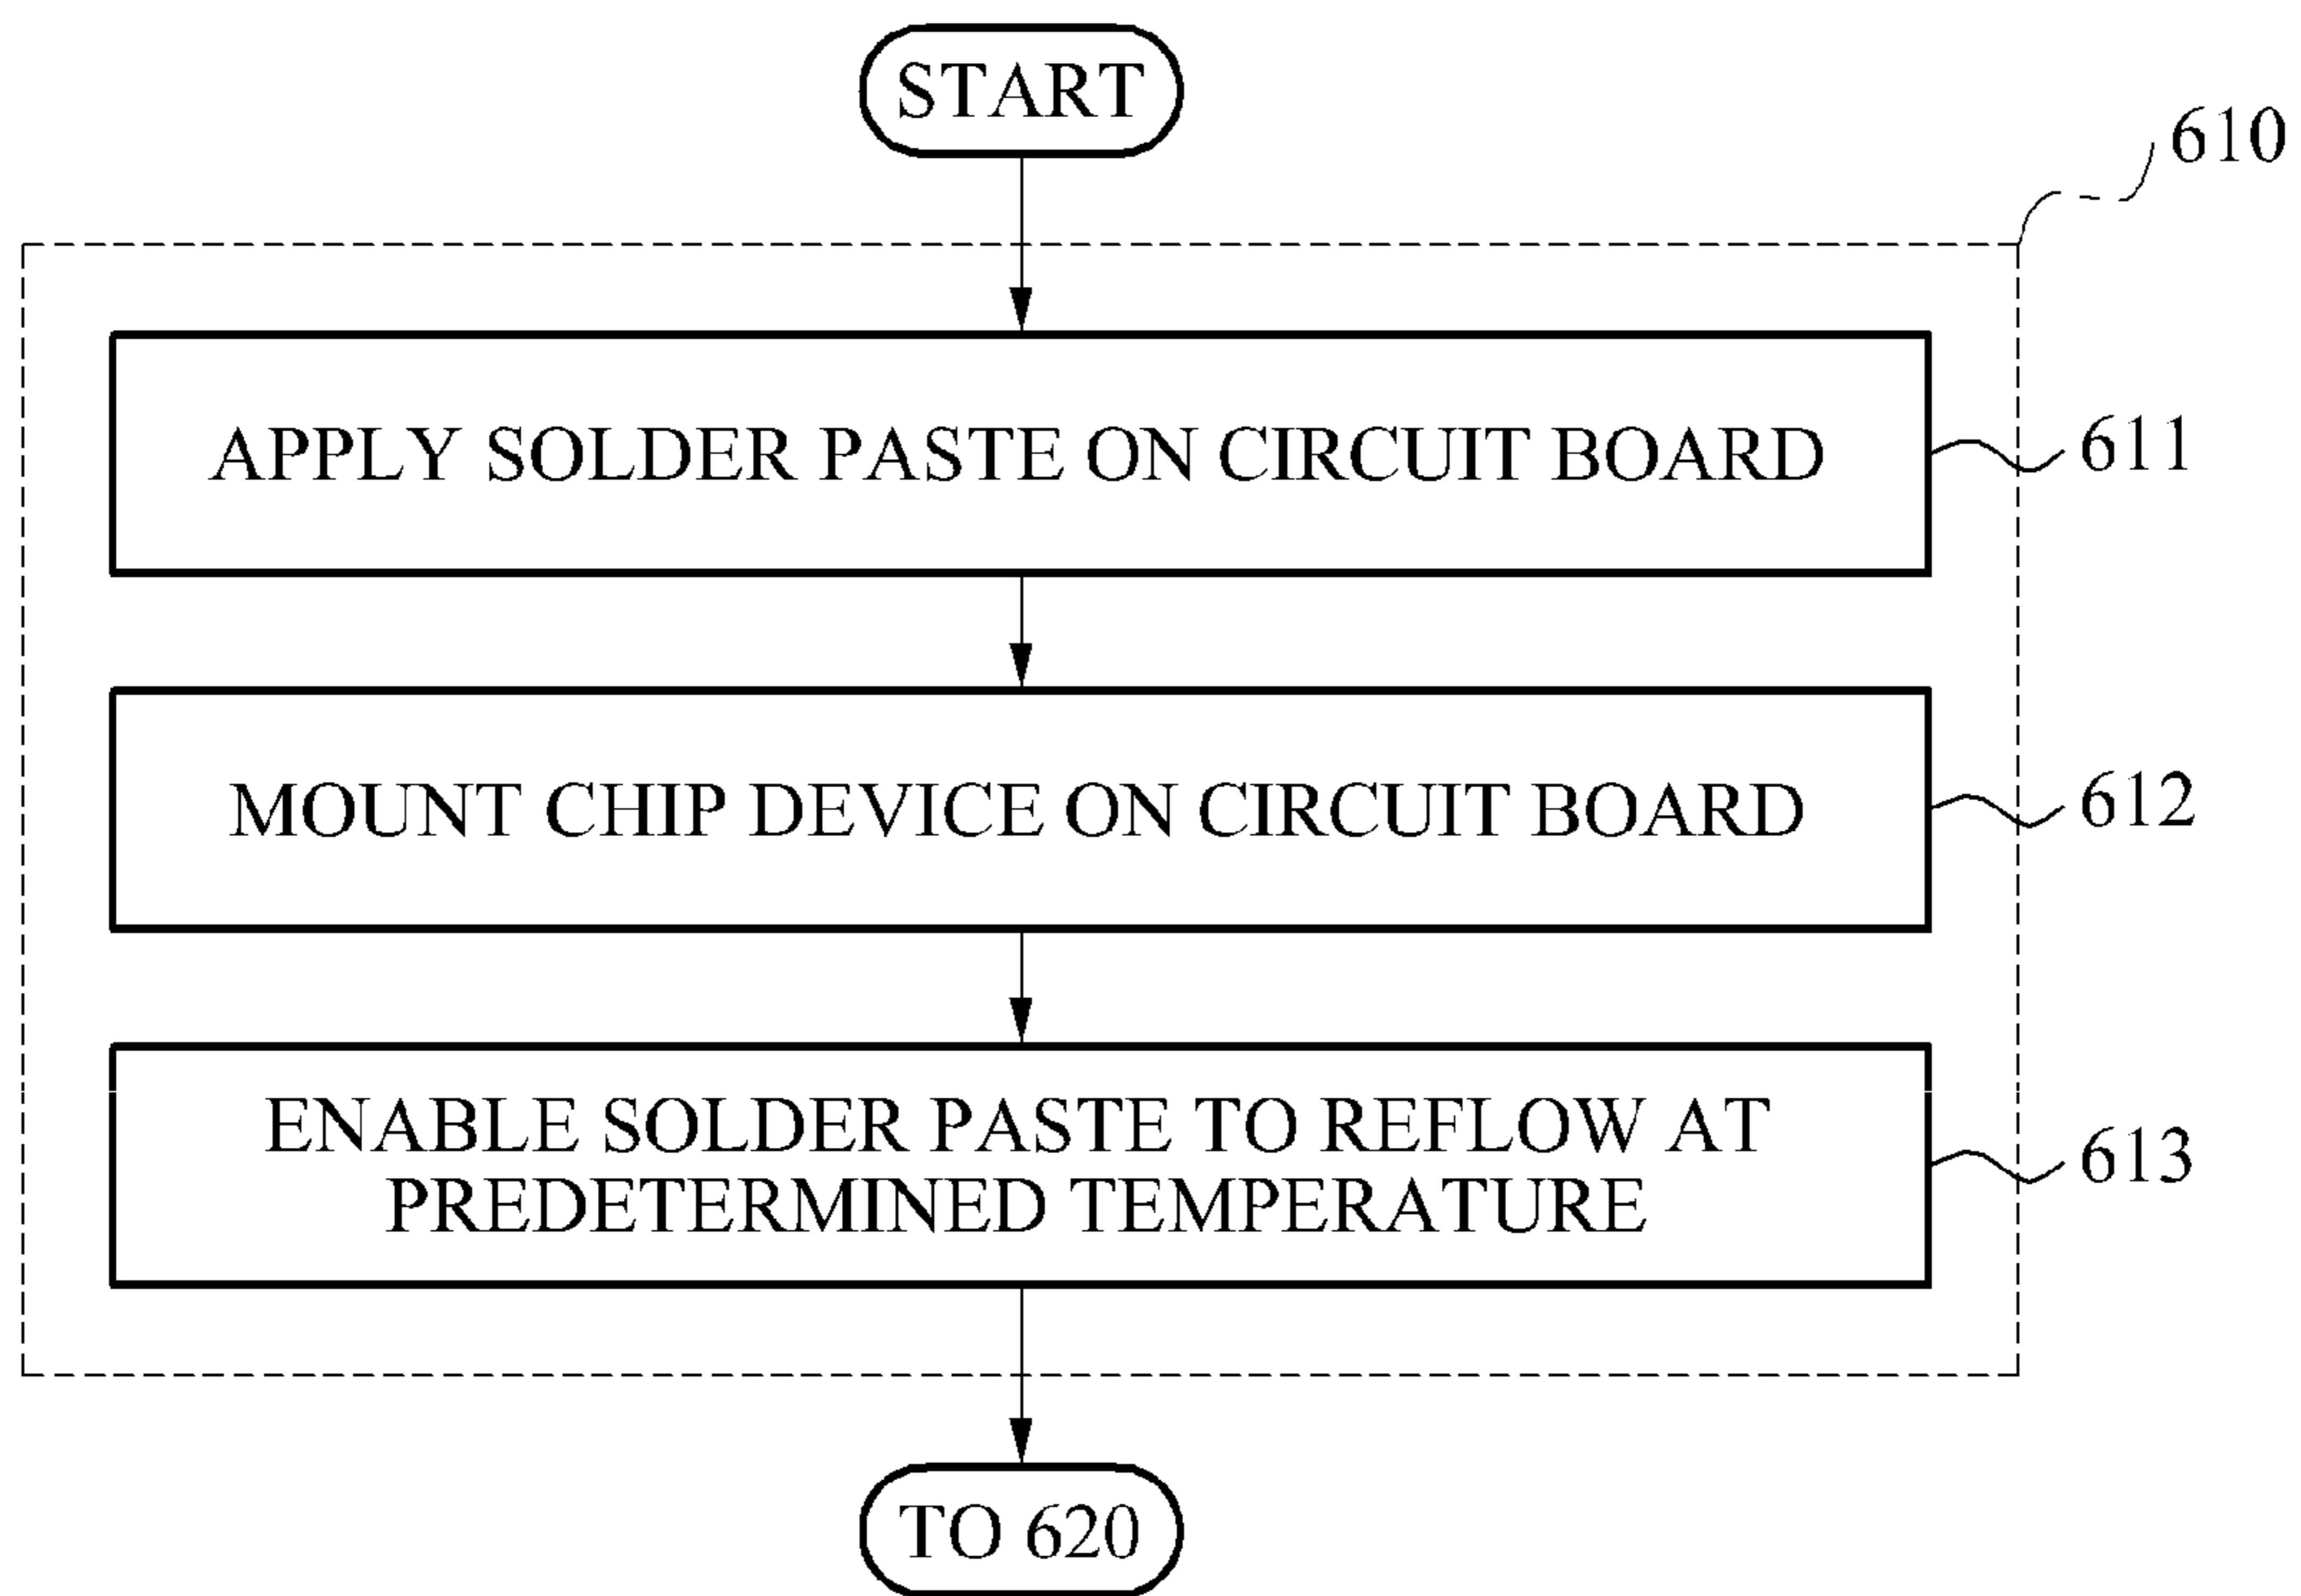 START
610
APPLY SOLDER PASTE ON CIRCUIT BOARD
611
MOUNT CHIP DEVICE ON CIRCUIT BOARD
612
ENABLE SOLDER PASTE TO REFLOW AT
PREDETERMINED TEMPERATURE
613
TO 620